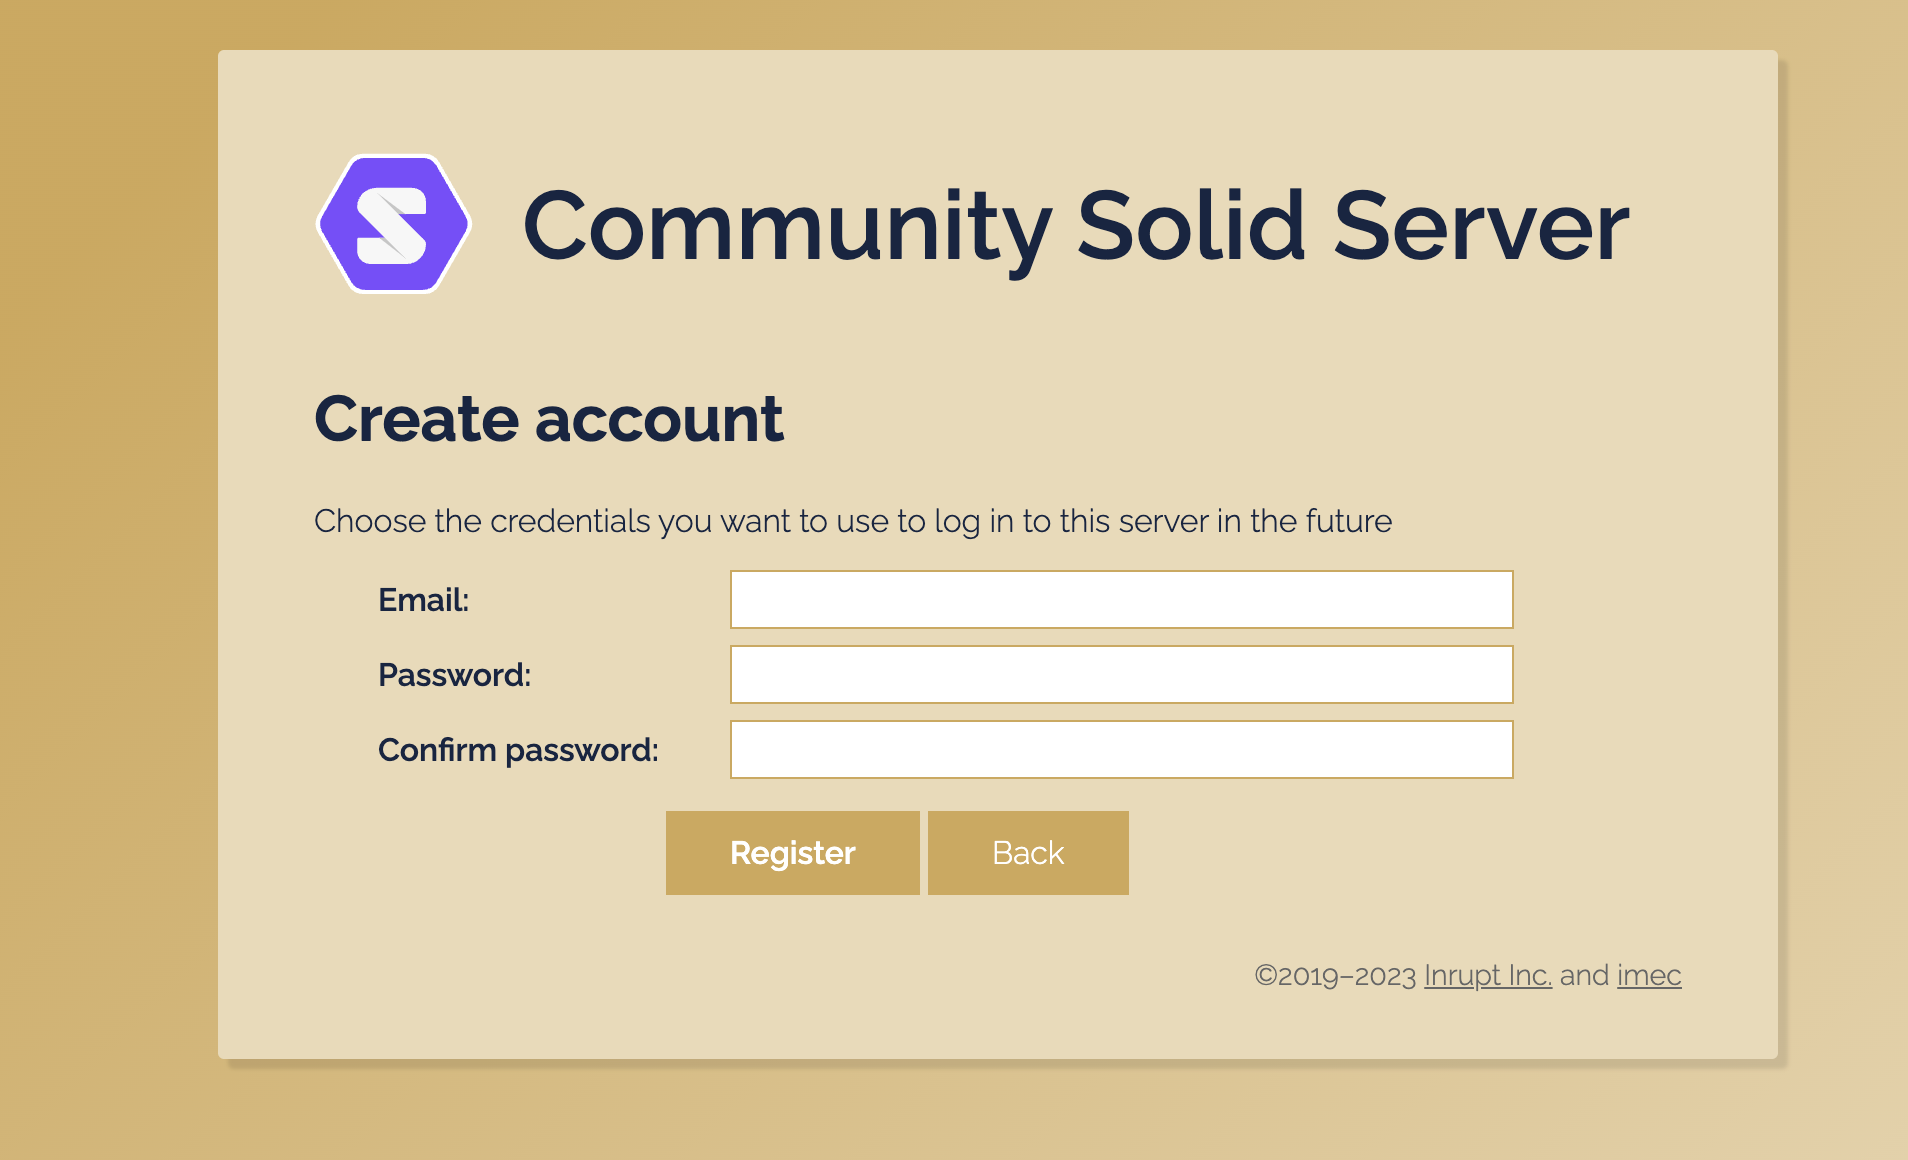 Community Solid Server
Create account
Choose the credentials you want to use to log in to this server in the future
Email:
Password:
Confirm password:
Register Back
©2019–2023 Inrupt Inc. and imec